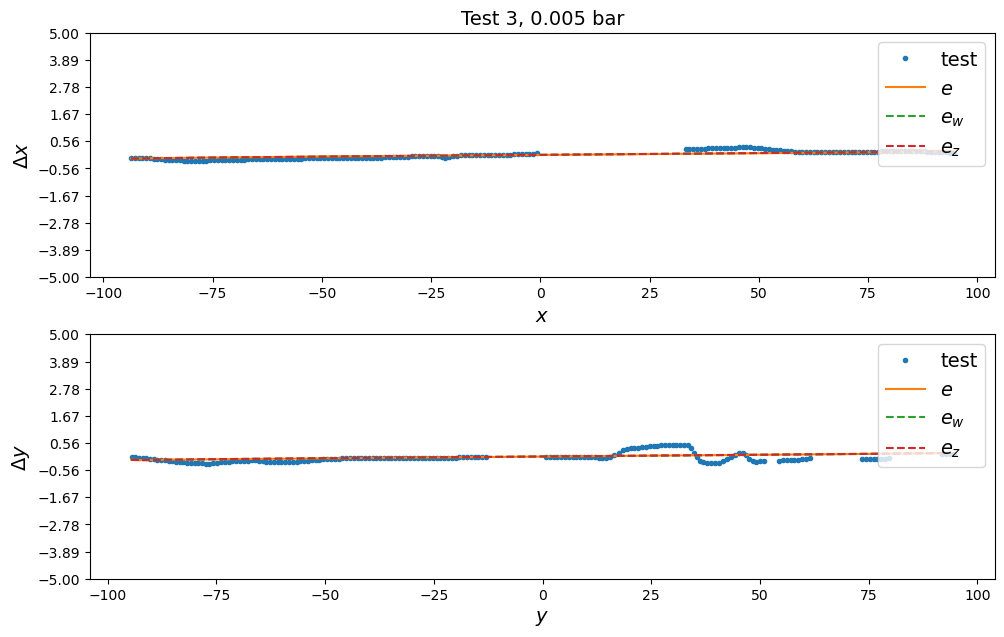 Test 3, 0.005 bar
5.00
3.89
2.78
1.67
0.56
−0.56
−1.67
−2.78
−3.89
−5.00
Δx
test
e
e_w
e_z
−100 −75 −50 −25 0 25 50 75 100
x
5.00
3.89
2.78
1.67
0.56
−0.56
−1.67
−2.78
−3.89
−5.00
Δy
test
e
e_w
e_z
−100 −75 −50 −25 0 25 50 75 100
y